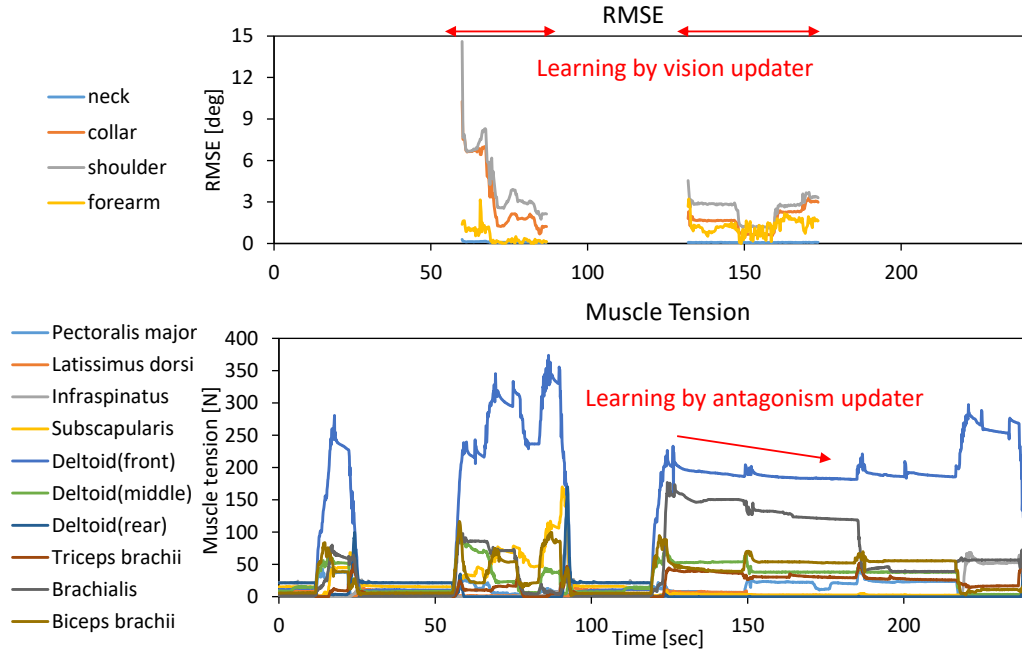 RMSE
Learning by vision updater
RMSE [deg]
15
12
9
6
3
0
0
50
100
150
200
neck
collar
shoulder
forearm
Muscle Tension
Learning by antagonism updater
Muscle tension [N]
400
350
300
250
200
150
100
50
0
0
50
100
150
200
Time [sec]
Pectoralis major
Latissimus dorsi
Infraspinatus
Subscapularis
Deltoid(front)
Deltoid(middle)
Deltoid(rear)
Triceps brachii
Brachialis
Biceps brachii